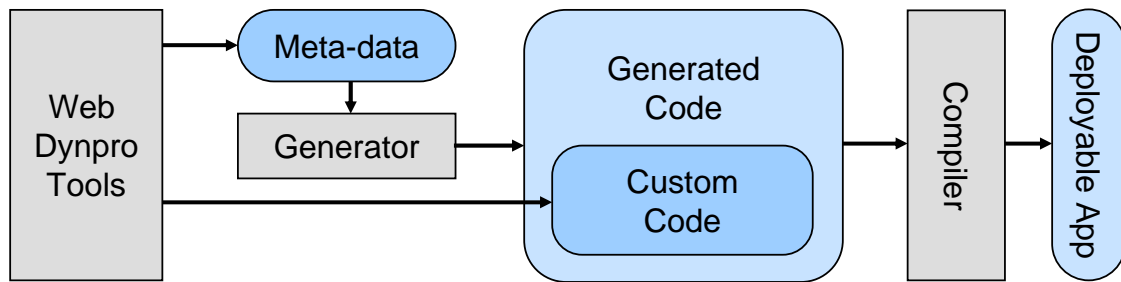 Web
Dynpro
Tools
Meta-data
Generator
Generated
Code
Custom
Code
Compiler
Deployable App